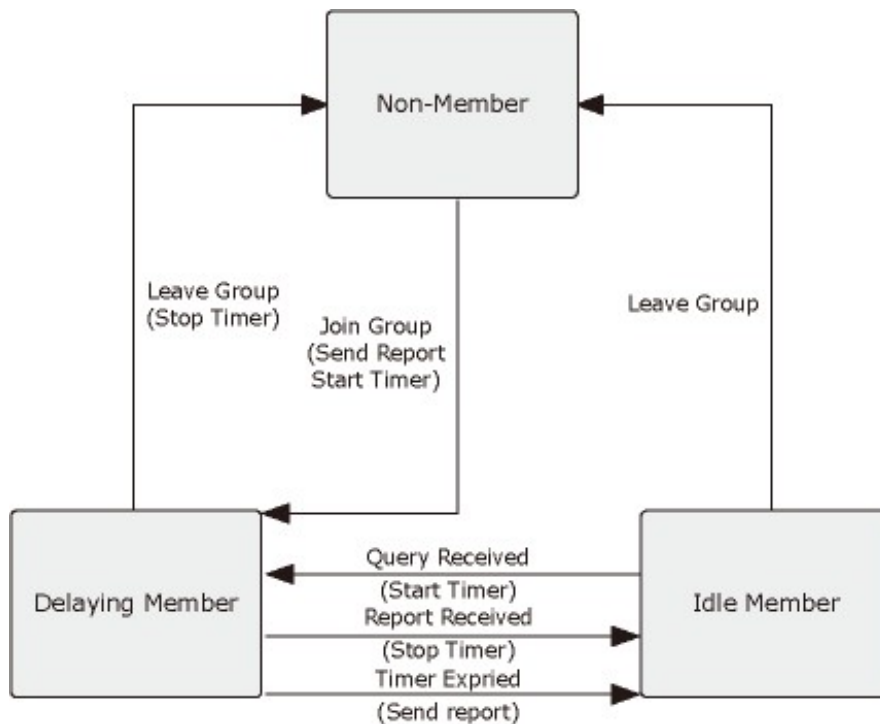 Non-Member
Leave Group
(Stop Timer)
Join Group
(Send Report
Start Timer)
Leave Group
Delaying Member
Query Received
(Start Timer)
Report Received
(Stop Timer)
Timer Expried
(Send report)
Idle Member